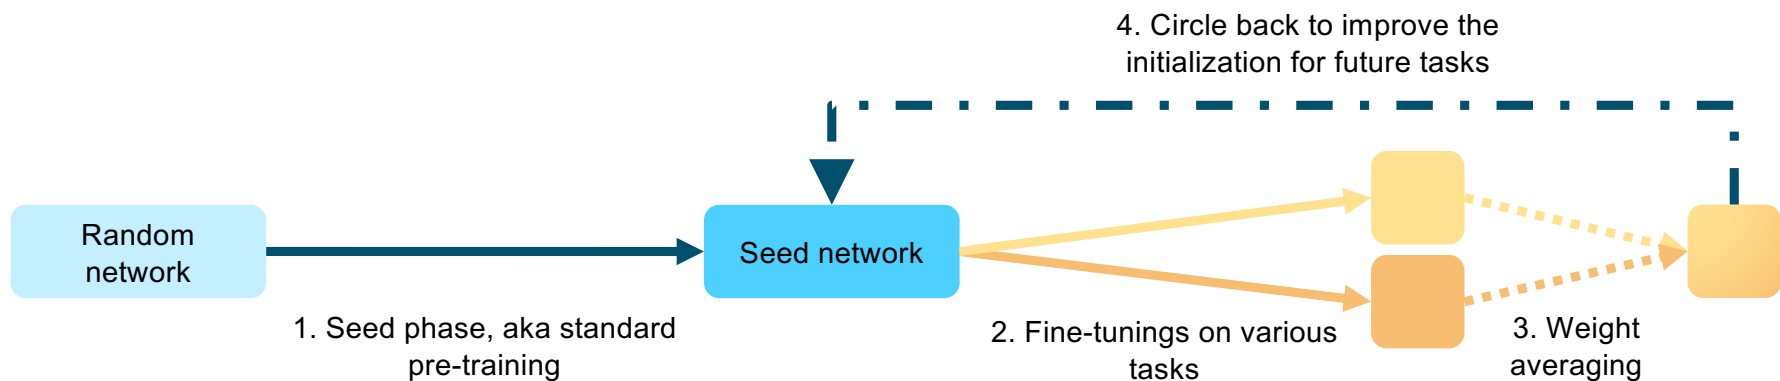 4. Circle back to improve the
initialization for future tasks
Random
network
Seed network
1. Seed phase, aka standard
pre-training
2. Fine-tunings on various
tasks
3. Weight
averaging